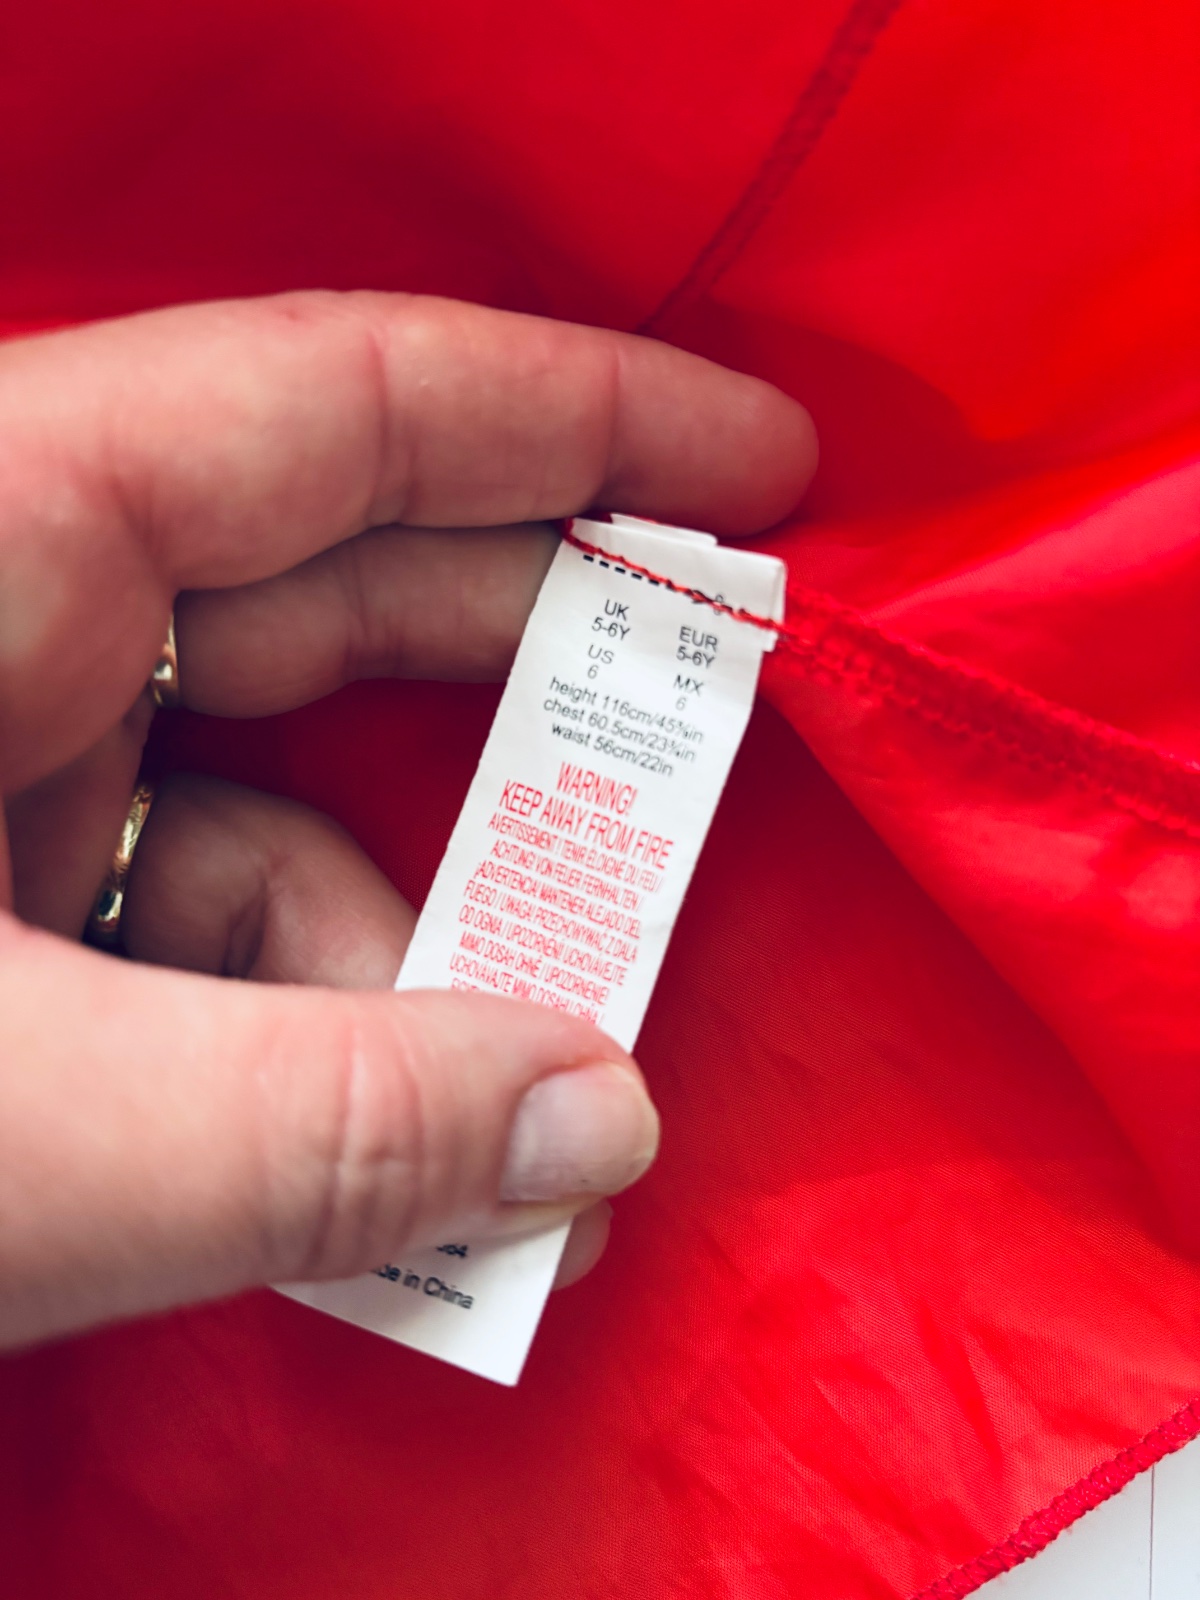 UK
5-6Y
EUR
5-6Y
US
6
MX
6
height 116cm/45¾in
chest 60.5cm/23¾in
waist 56cm/22in
WARNING!
KEEP AWAY FROM FIRE
AVERTISSEMENT ! TENIR ÉLOIGNÉ DU FEU /
ACHTUNG! VON FEUER FERNHALTEN /
¡ADVERTENCIA! MANTENER ALEJADO DEL
FUEGO / UWAGA! PRZECHOWYWAĆ Z DALA
OD OGNIA / UPOZORNĚNÍ! UCHOVÁVEJTE
MIMO DOSAH OHNĚ / UPOZORNENIE!
UCHOVÁVAJTE MIMO DOSAHU OHŇA /
in China